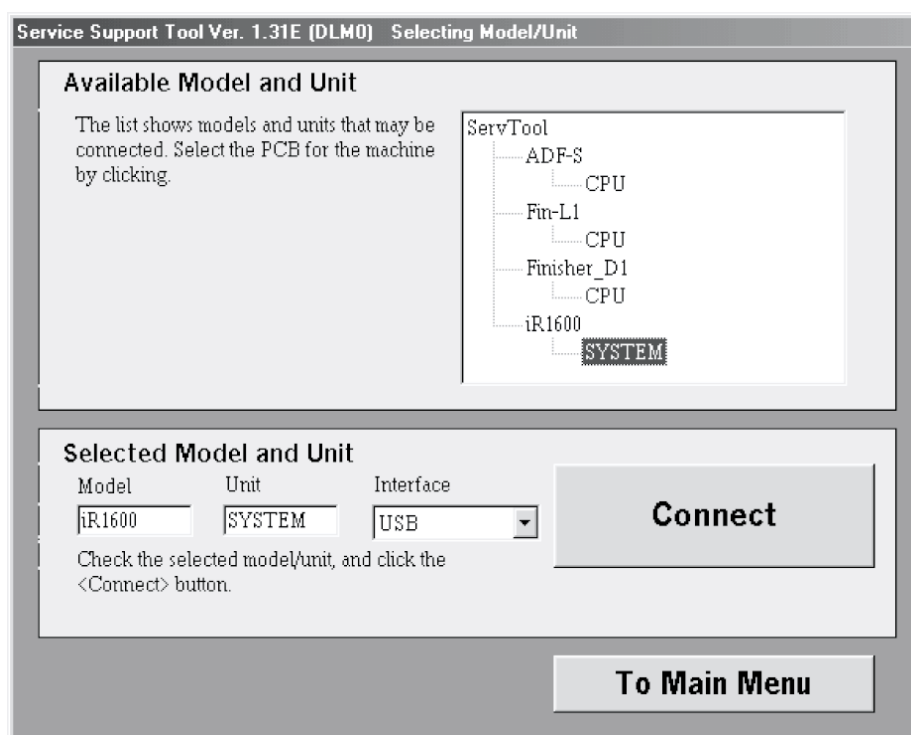 Service Support Tool Ver. 1.31E (DLM0)   Selecting Model/Unit
Available Model and Unit
The list shows models and units that may be
connected. Select the PCB for the machine
by clicking.
ServTool
ADF-S
CPU
Fin-L1
CPU
Finisher_D1
CPU
iR1600
SYSTEM
Selected Model and Unit
Model Unit Interface
iR1600 SYSTEM USB
Check the selected model/unit, and click the
<Connect> button.
Connect
To Main Menu